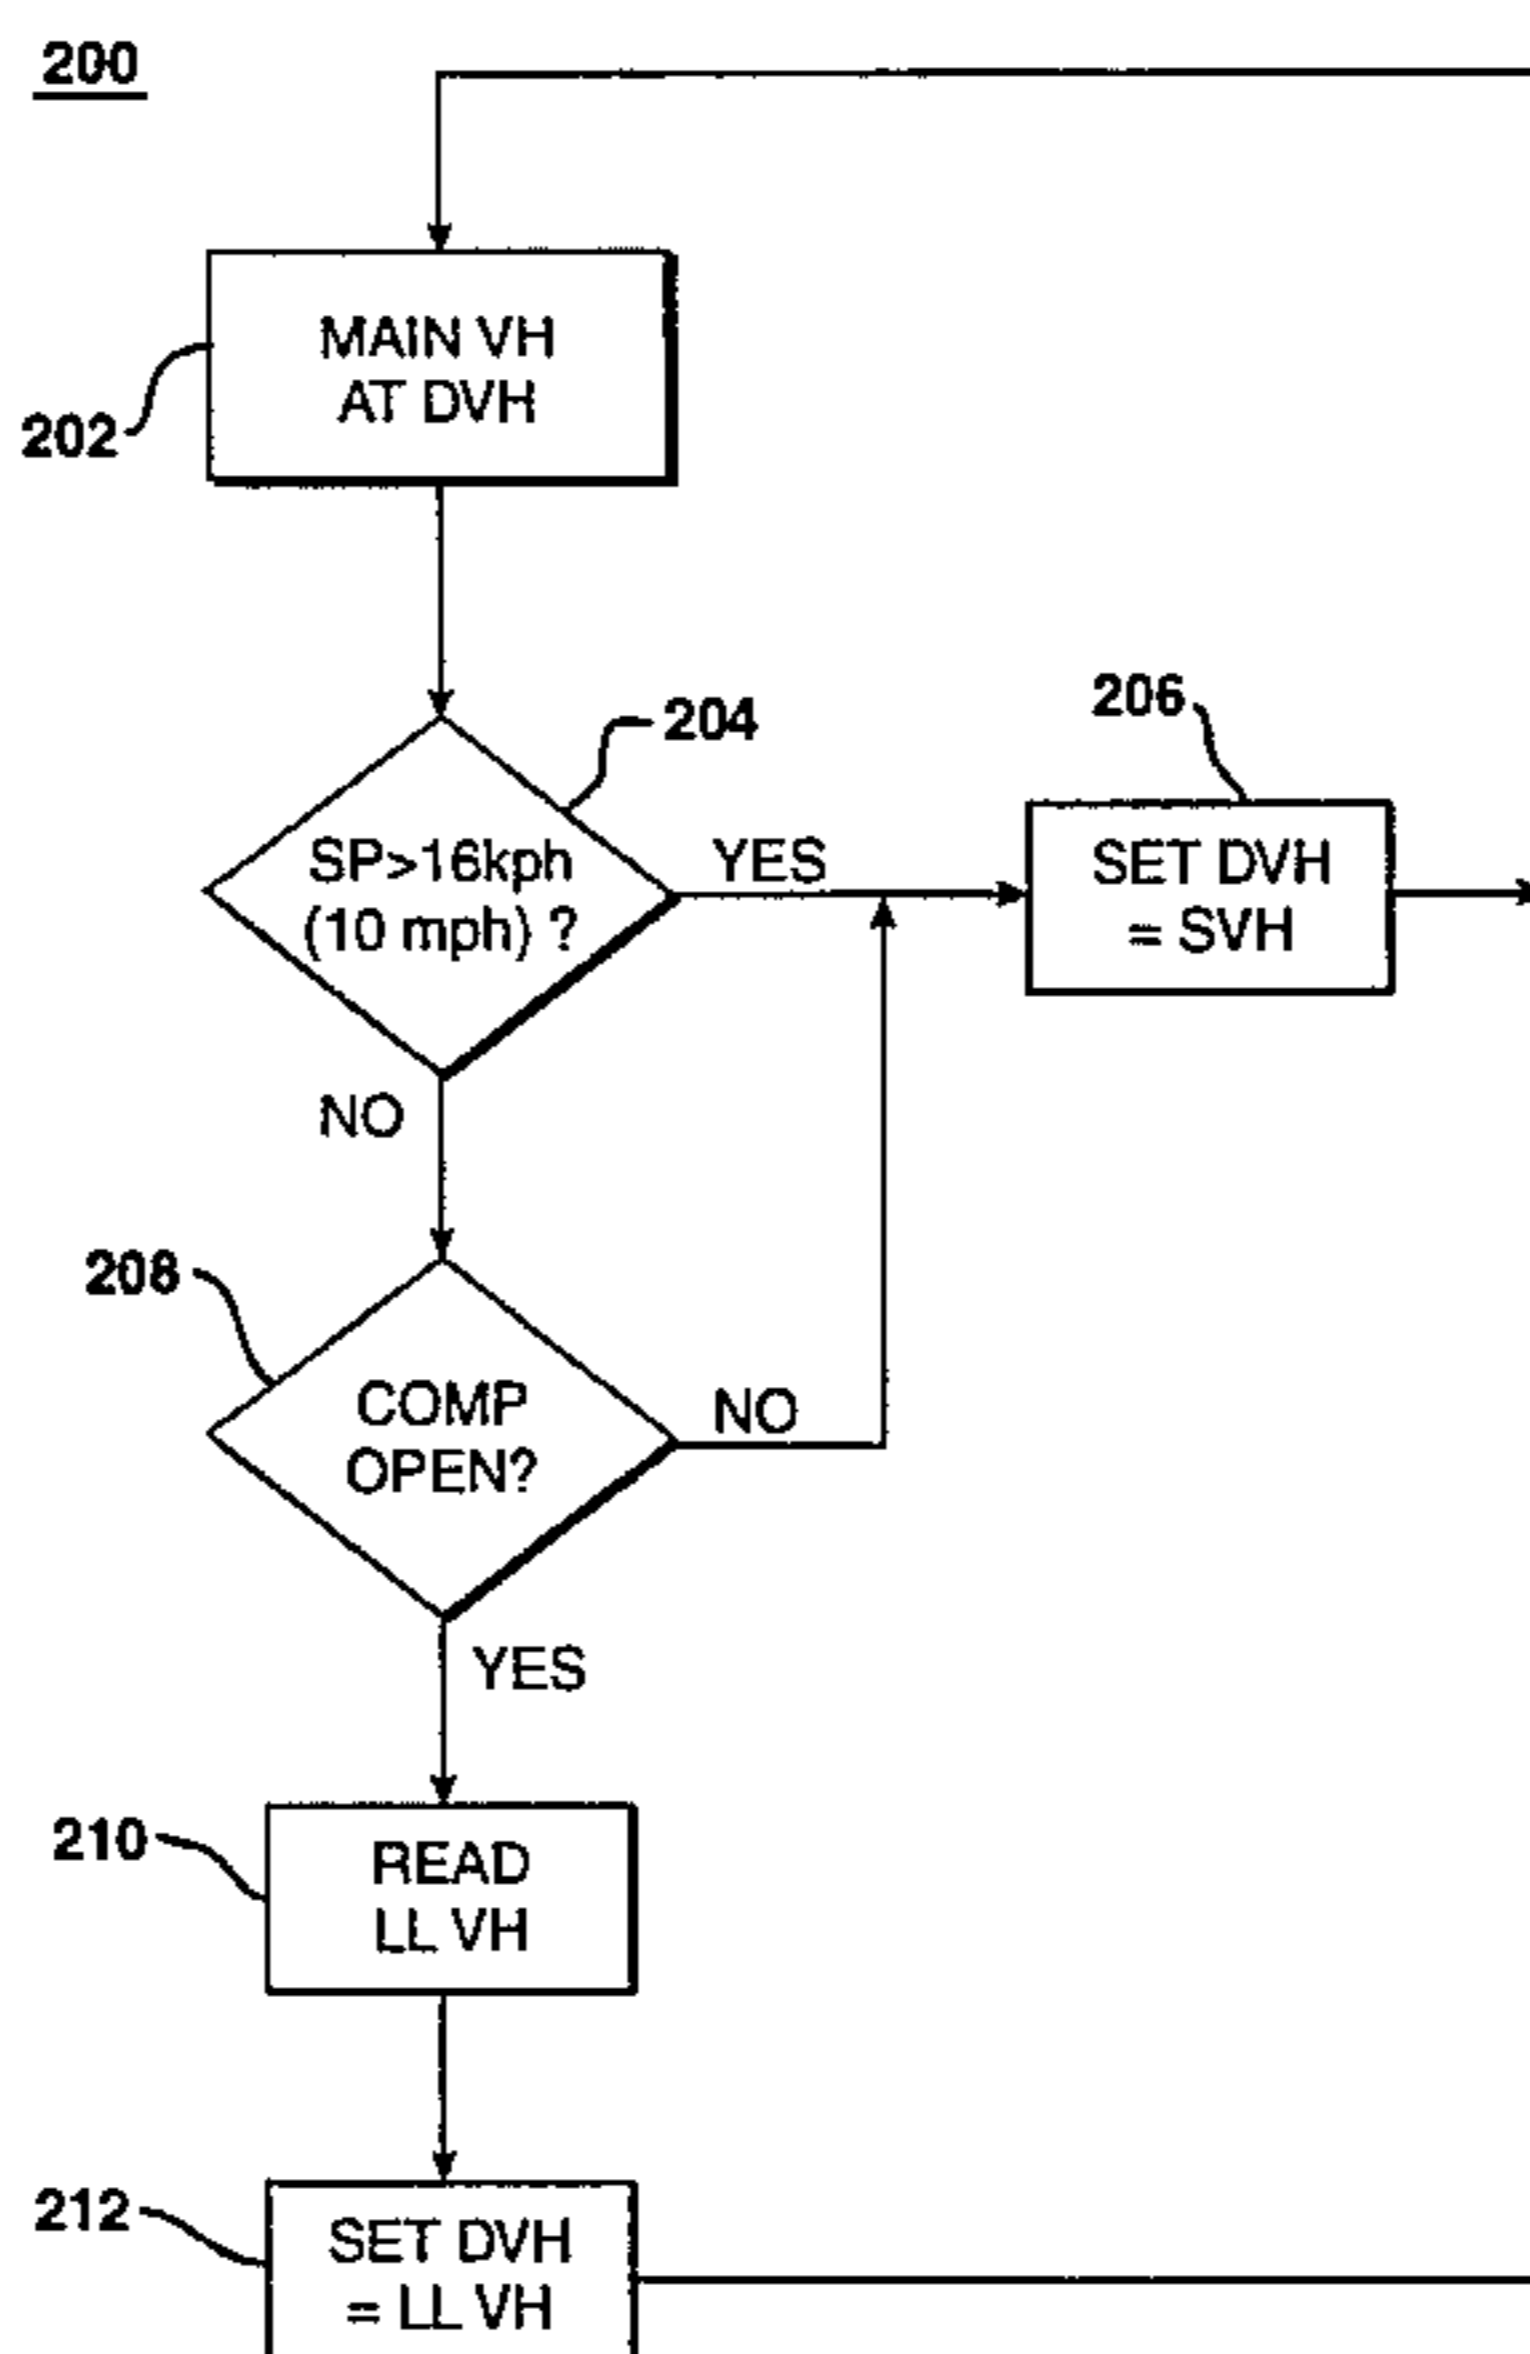 200
MAIN VH
AT DVH
202
204
206
SP>16kph
(10 mph) ?
YES
SET DVH
= SVH
NO
208
COMP
OPEN?
NO
YES
210
READ
LL VH
212
SET DVH
= LL VH